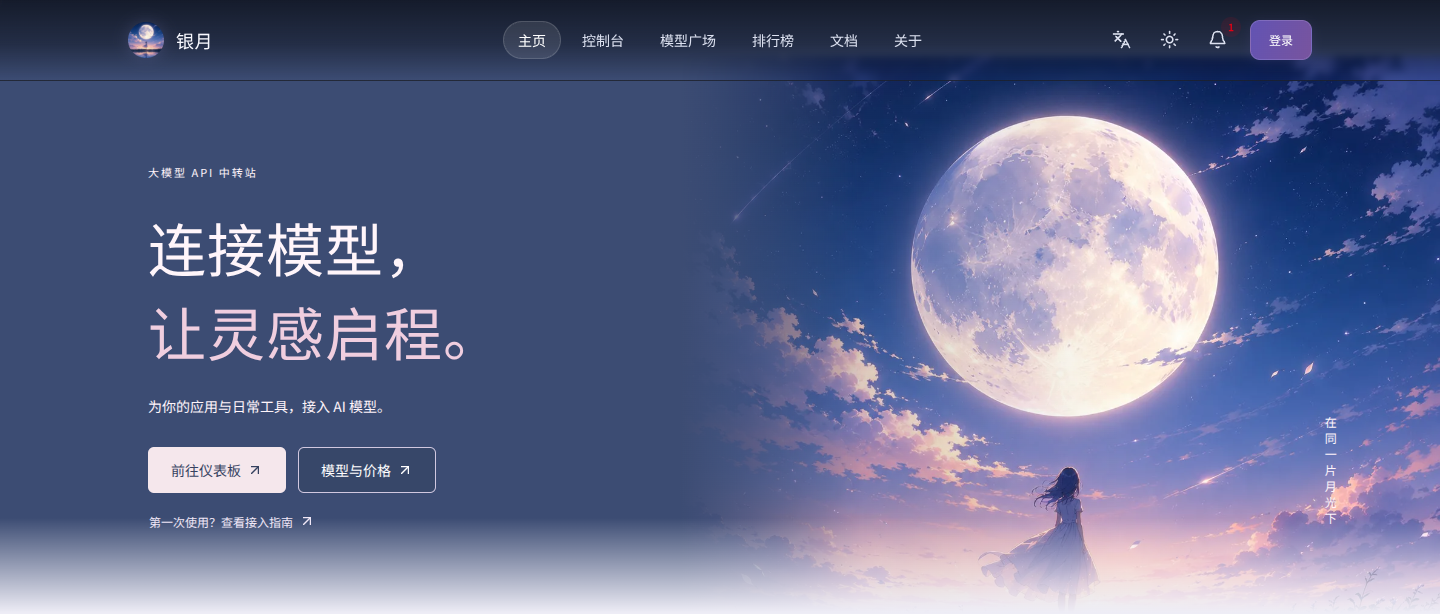 银月
主页 控制台 模型广场 排行榜 文档 关于
1
登录
大模型 API 中转站
连接模型，
让灵感启程。
为你的应用与日常工具，接入 AI 模型。
前往仪表板
模型与价格
第一次使用？查看接入指南
在同一片月光下